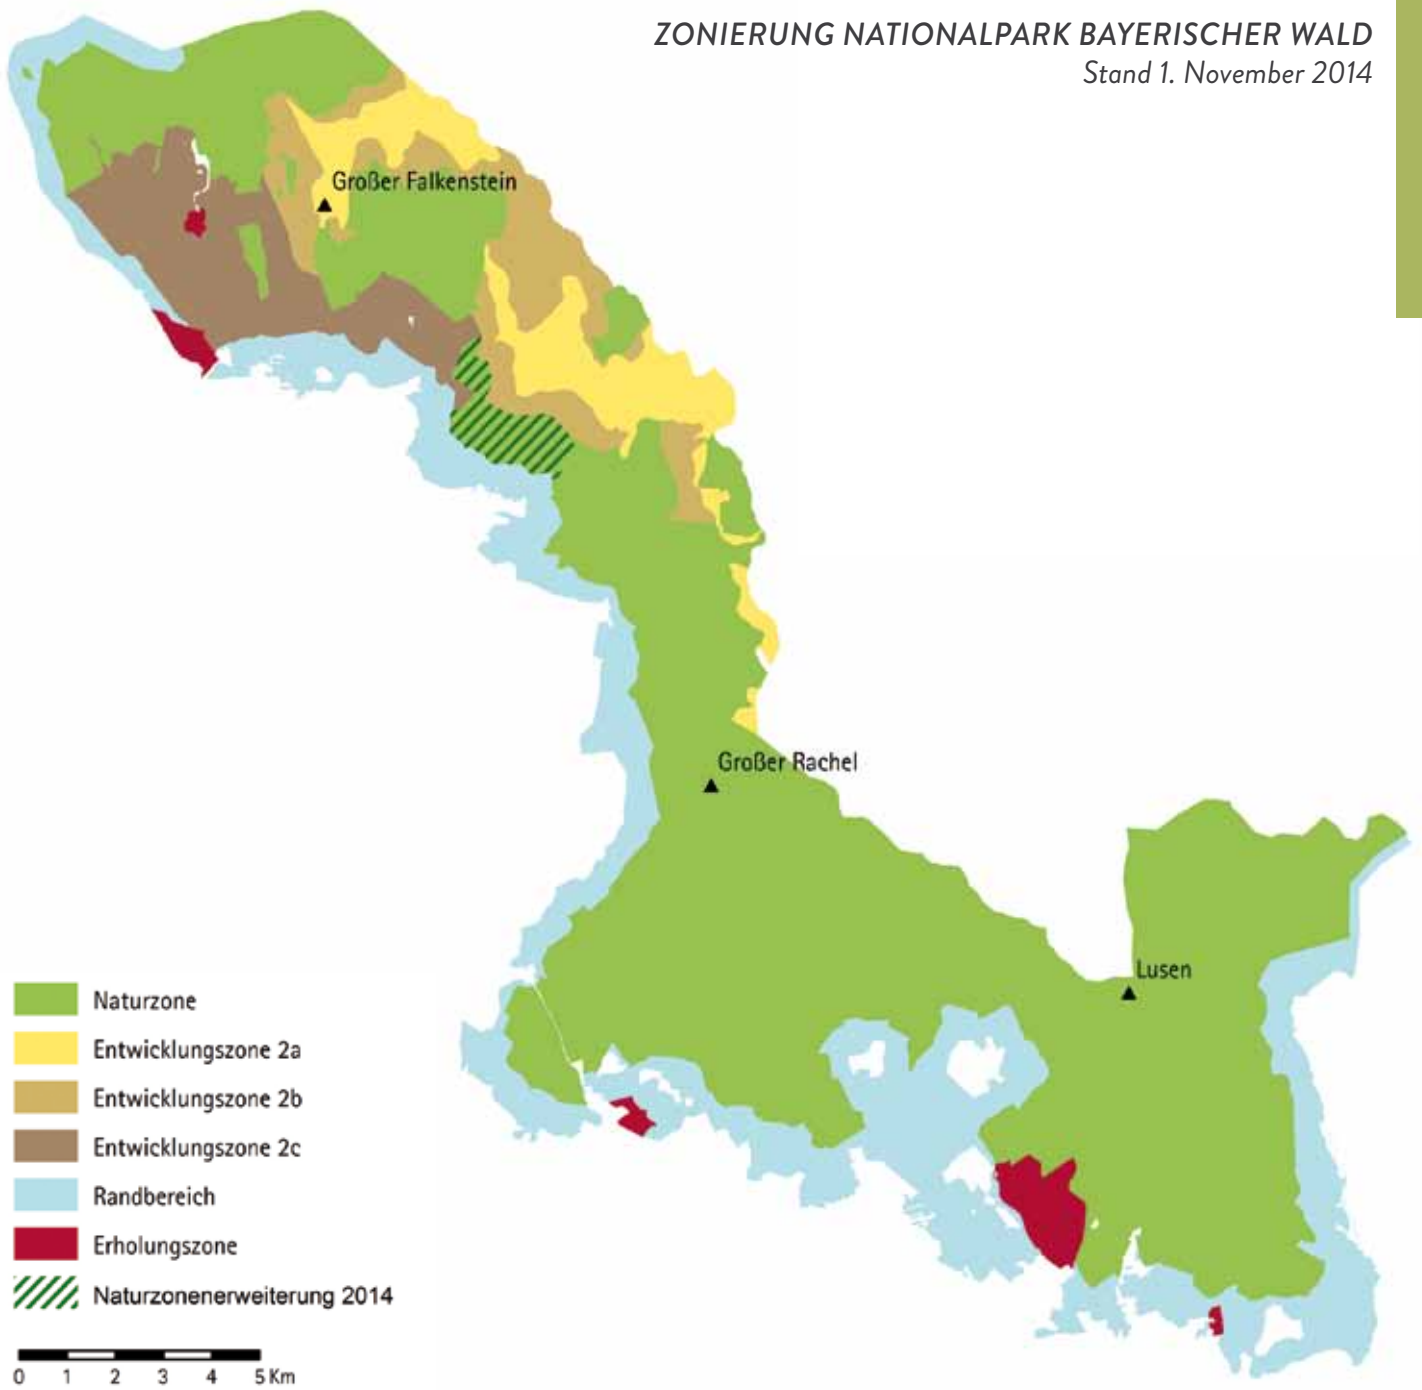 ZONIERUNG NATIONALPARK BAYERISCHER WALD
Stand 1. November 2014
Großer Falkenstein
Großer Rachel
Lusen
Naturzone
Entwicklungszone 2a
Entwicklungszone 2b
Entwicklungszone 2c
Randbereich
Erholungszone
Naturzonenerweiterung 2014
0 1 2 3 4 5 Km